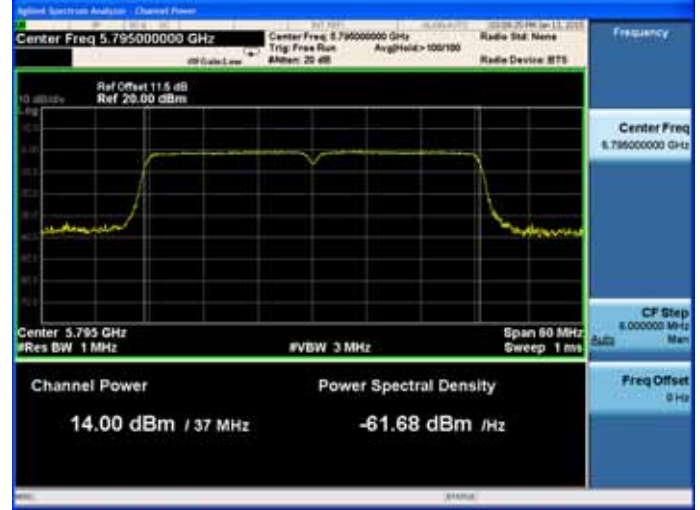 Agilent Spectrum Analyzer - Channel Power
Center Freq 5.795000000 GHz
#IFGain:Low
Center Freq: 5.795000000 GHz
Trig: Free Run
Avg|Hold:> 100/100
#Atten: 20 dB
Radio Std: None
Radio Device: BTS
Frequency
Ref Offset 11.5 dB
10 dB/div
Ref 20.00 dBm
Log
Center Freq
5.795000000 GHz
Center 5.795 GHz
Span 60 MHz
#Res BW 1 MHz
#VBW 3 MHz
Sweep 1 ms
CF Step
6.000000 MHz
Auto
Man
Freq Offset
0 Hz
Channel Power
Power Spectral Density
14.00 dBm / 37 MHz
-61.68 dBm /Hz
MSG
STATUS